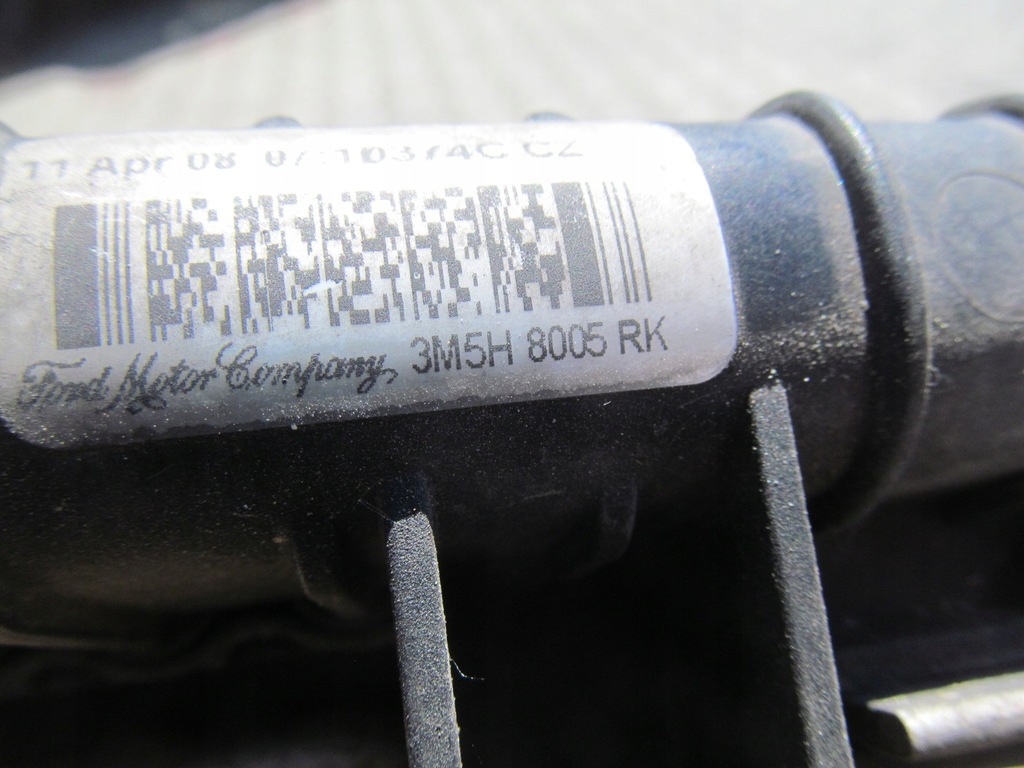 11 Apr 08
Ford Motor Company, 3M5H 8005 RK